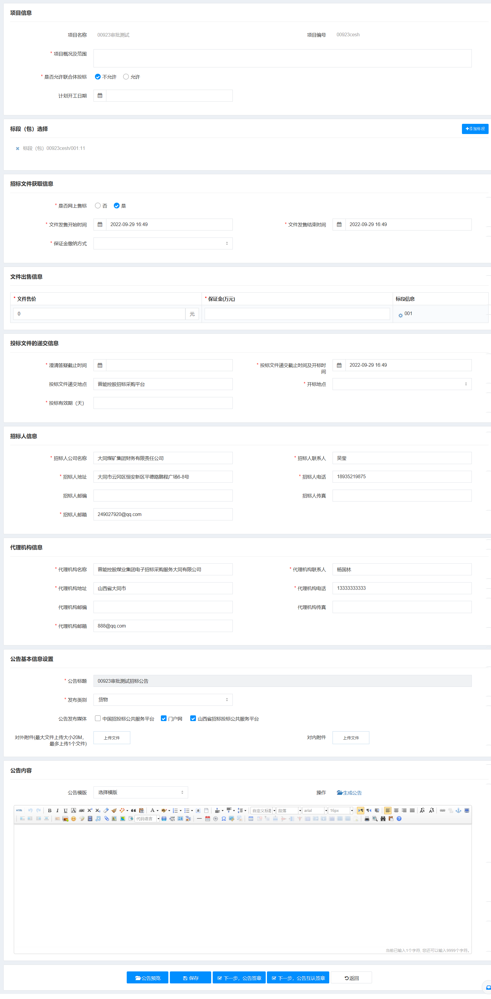 项目信息
项目名称 00923审批测试 项目编号 00923cesh
* 项目概况及范围
* 是否允许联合体投标 不允许 允许
计划开工日期
标段（包）选择 添加标段
标段（包）00923cesh/001:11
招标文件获取信息
* 是否网上售标 否 是
* 文件发售开始时间 2022-09-29 16:49 * 文件发售结束时间 2022-09-29 16:49
* 保证金缴纳方式
文件出售信息
* 文件售价 * 保证金(万元) 标段信息
0 元 001
投标文件的递交信息
* 澄清答疑截止时间 * 投标文件递交截止时间及开标时 2022-09-29 16:49
间
投标文件递交地点 晋能控股招标采购平台 * 开标地点
* 投标有效期（天）
招标人信息
* 招标人公司名称 大同煤矿集团财务有限责任公司 * 招标人联系人 吴莹
* 招标人地址 大同市云冈区恒安新区平德路鹏程广场6-8号 * 招标人电话 18935219875
招标人邮编 招标人传真
* 招标人邮箱 249027920@qq.com
代理机构信息
* 代理机构名称 晋能控股煤业集团电子招标采购服务大同有限公司 * 代理机构联系人 杨国林
* 代理机构地址 山西省大同市 * 代理机构电话 13333333333
代理机构邮编 代理机构传真
* 代理机构邮箱 888@qq.com
公告基本信息设置
* 公告标题 00923审批测试招标公告
* 发布类别 货物
公告发布媒体 中国招投标公共服务平台 门户网 山西省招标投标公共服务平台
对外附件(最大文件上传大小20M， 上传文件 对内附件 上传文件
最多上传1个文件)
公告内容
公告模版 选择模版 操作 生成公告
HTML B I U A ABC X² X₂ A 自定义标题 段落 arial 16px
代码语言
当前已输入1个字符, 您还可以输入9999个字符。
公告预览 保存 下一步，公告签章 下一步，公告互认签章 返回